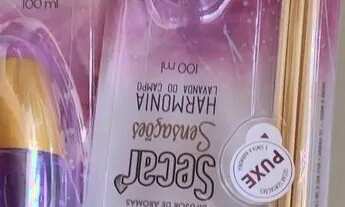 100 ml
DIFUSOR DE AROMAS
Secar
Sensações
HARMONIA
LAVANDA DO CAMPO
100 ml
PUXE